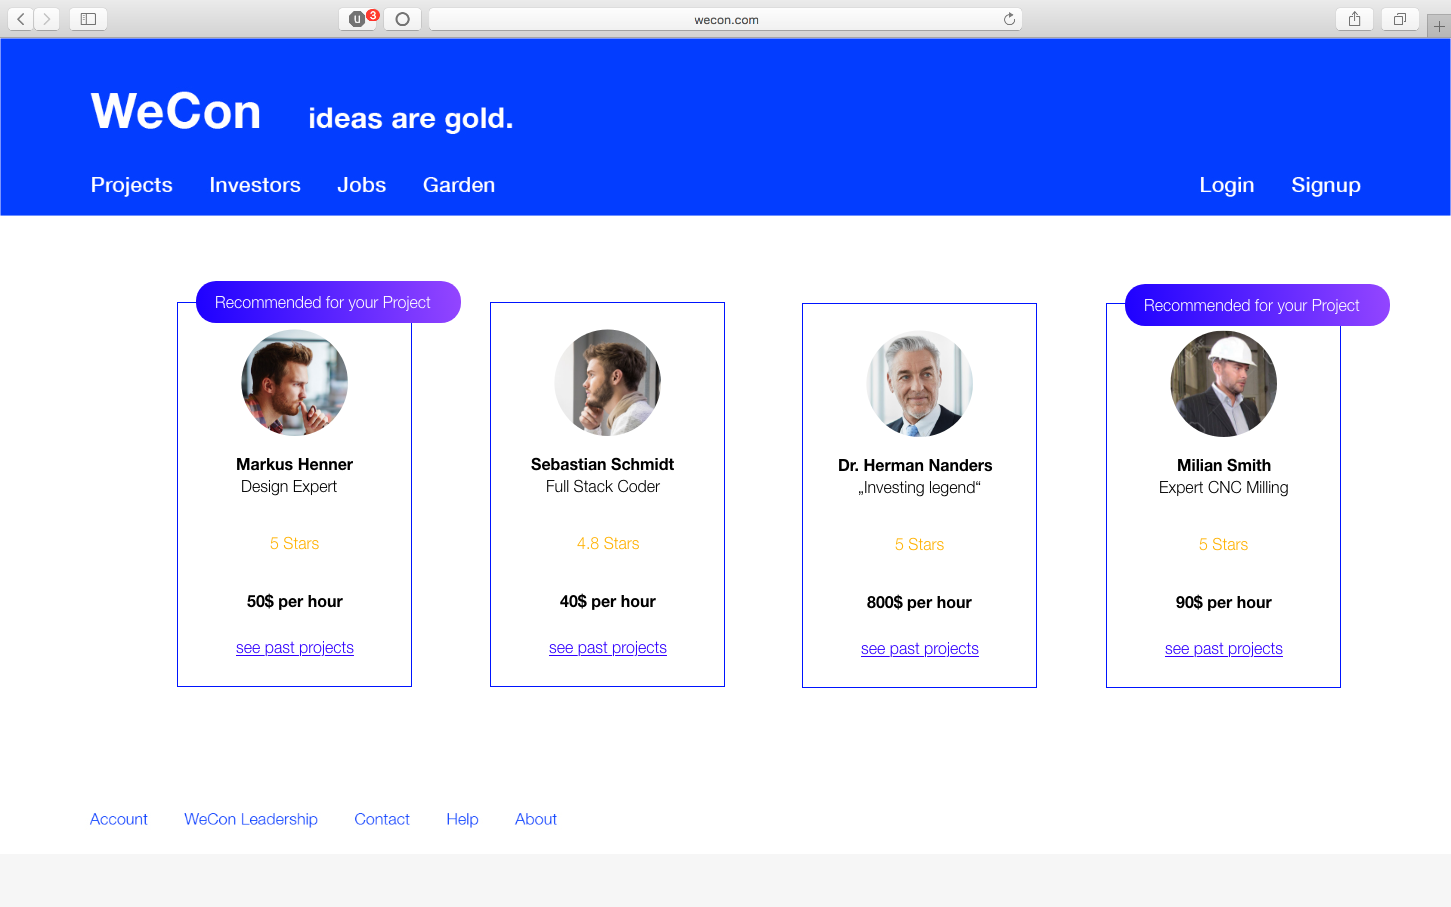 u 3
wecon.com
WeCon ideas are gold.
Projects Investors Jobs Garden Login Signup
Recommended for your Project
Markus Henner
Design Expert
5 Stars
50$ per hour
see past projects
Sebastian Schmidt
Full Stack Coder
4.8 Stars
40$ per hour
see past projects
Dr. Herman Nanders
„Investing legend“
5 Stars
800$ per hour
see past projects
Recommended for your Project
Milian Smith
Expert CNC Milling
5 Stars
90$ per hour
see past projects
Account WeCon Leadership Contact Help About